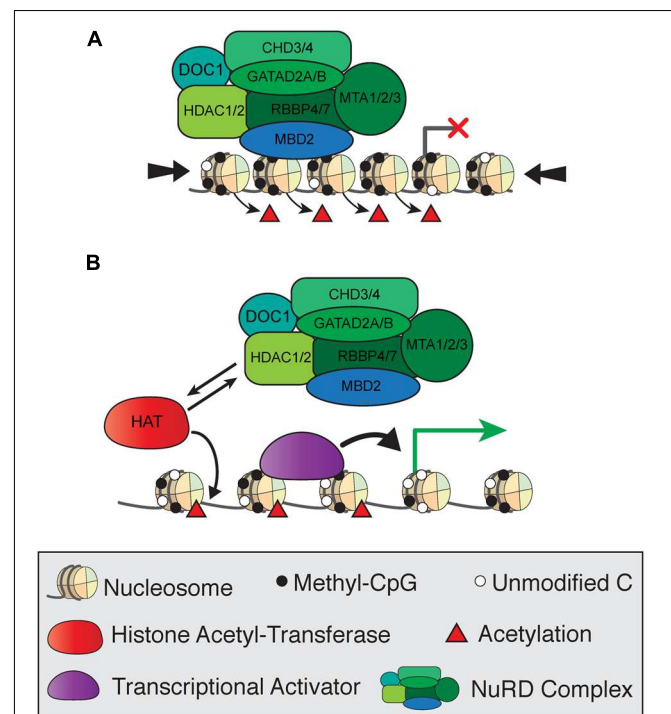 A
CHD3/4
DOC1
GATAD2A/B
HDAC1/2
RBBP4/7
MTA1/2/3
MBD2
B
CHD3/4
DOC1
GATAD2A/B
HDAC1/2
RBBP4/7
MTA1/2/3
MBD2
HAT
Nucleosome
Methyl-CpG
Unmodified C
Histone Acetyl-Transferase
Acetylation
Transcriptional Activator
NuRD Complex